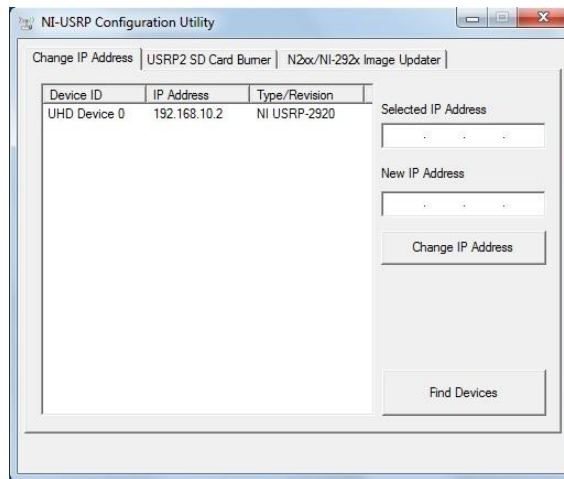 NI-USRP Configuration Utility
Change IP Address USRP2 SD Card Burner N2xx/NI-292x Image Updater
Device ID IP Address Type/Revision
UHD Device 0 192.168.10.2 NI USRP-2920
Selected IP Address
. . .
New IP Address
. . .
Change IP Address
Find Devices